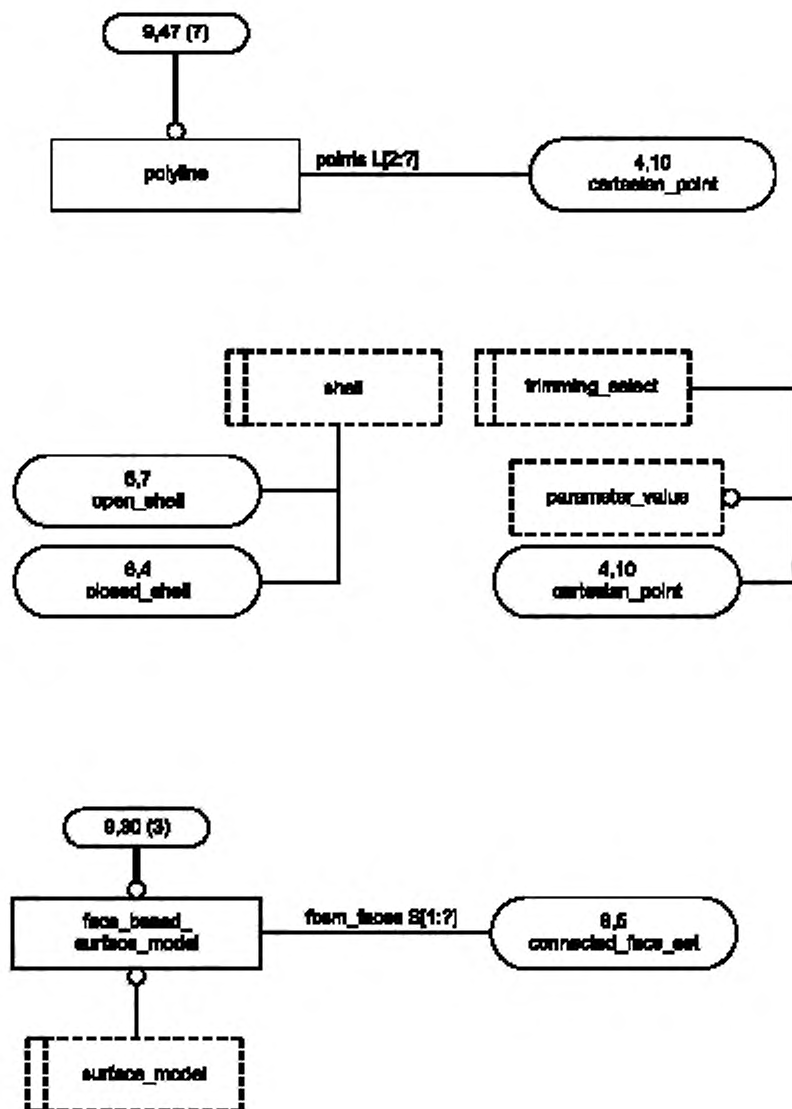 9,47 (7)
polyline
points L[2:?]
4,10
cartesian_point
shell
trimming_select
6,7
open_shell
parameter_value
6,4
closed_shell
4,10
cartesian_point
9,30 (3)
face_based_
surface_model
fbsm_faces S[1:?]
6,5
connected_face_set
surface_model